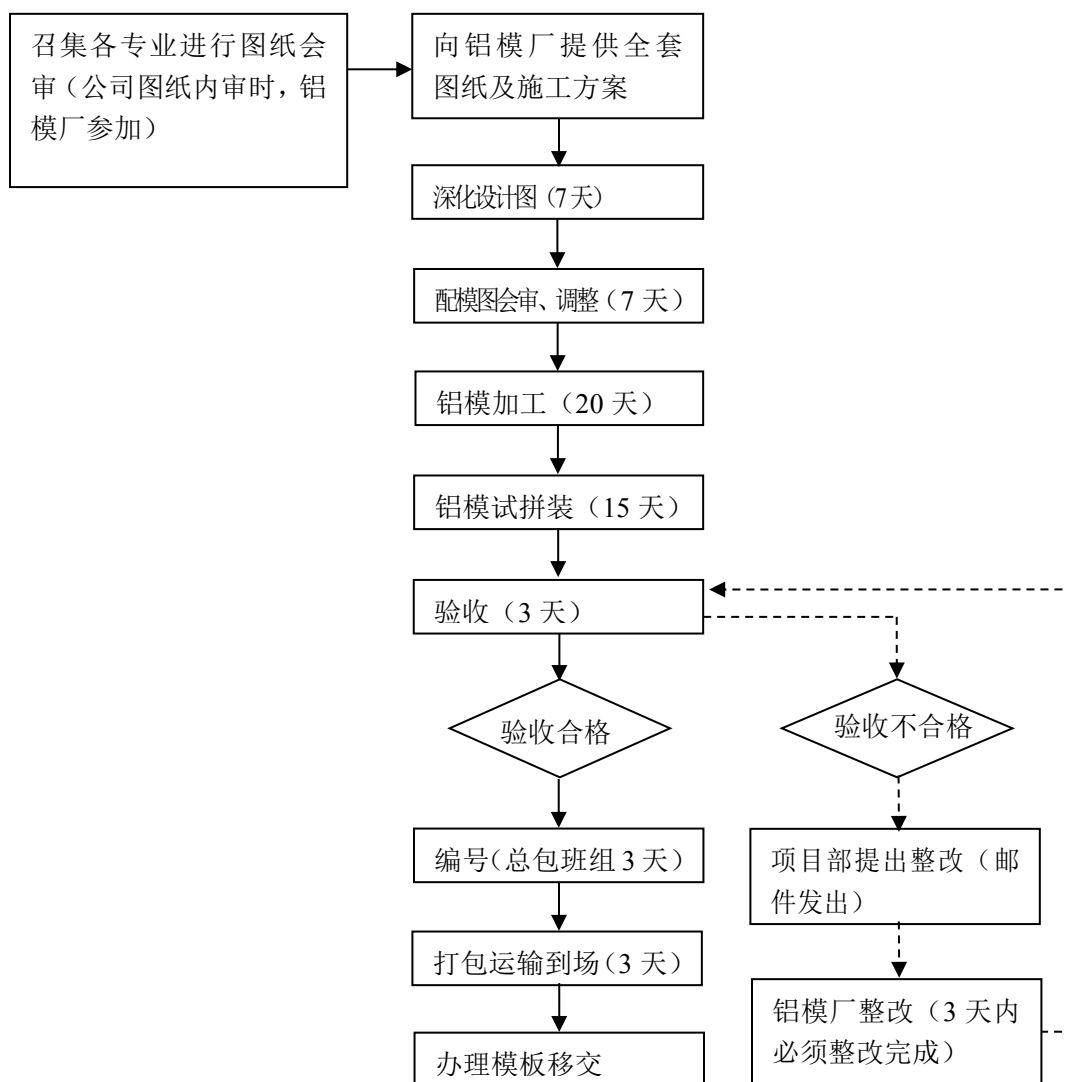 召集各专业进行图纸会
审（公司图纸内审时，铝
模厂参加）
向铝模厂提供全套
图纸及施工方案
深化设计图（7天）
配模图会审、调整（7 天）
铝模加工（20 天）
铝模试拼装（15 天）
验收（3 天）
验收合格
验收不合格
编号（总包班组 3 天）
项目部提出整改（邮
件发出）
打包运输到场（3 天）
铝模厂整改（3 天内
必须整改完成）
办理模板移交